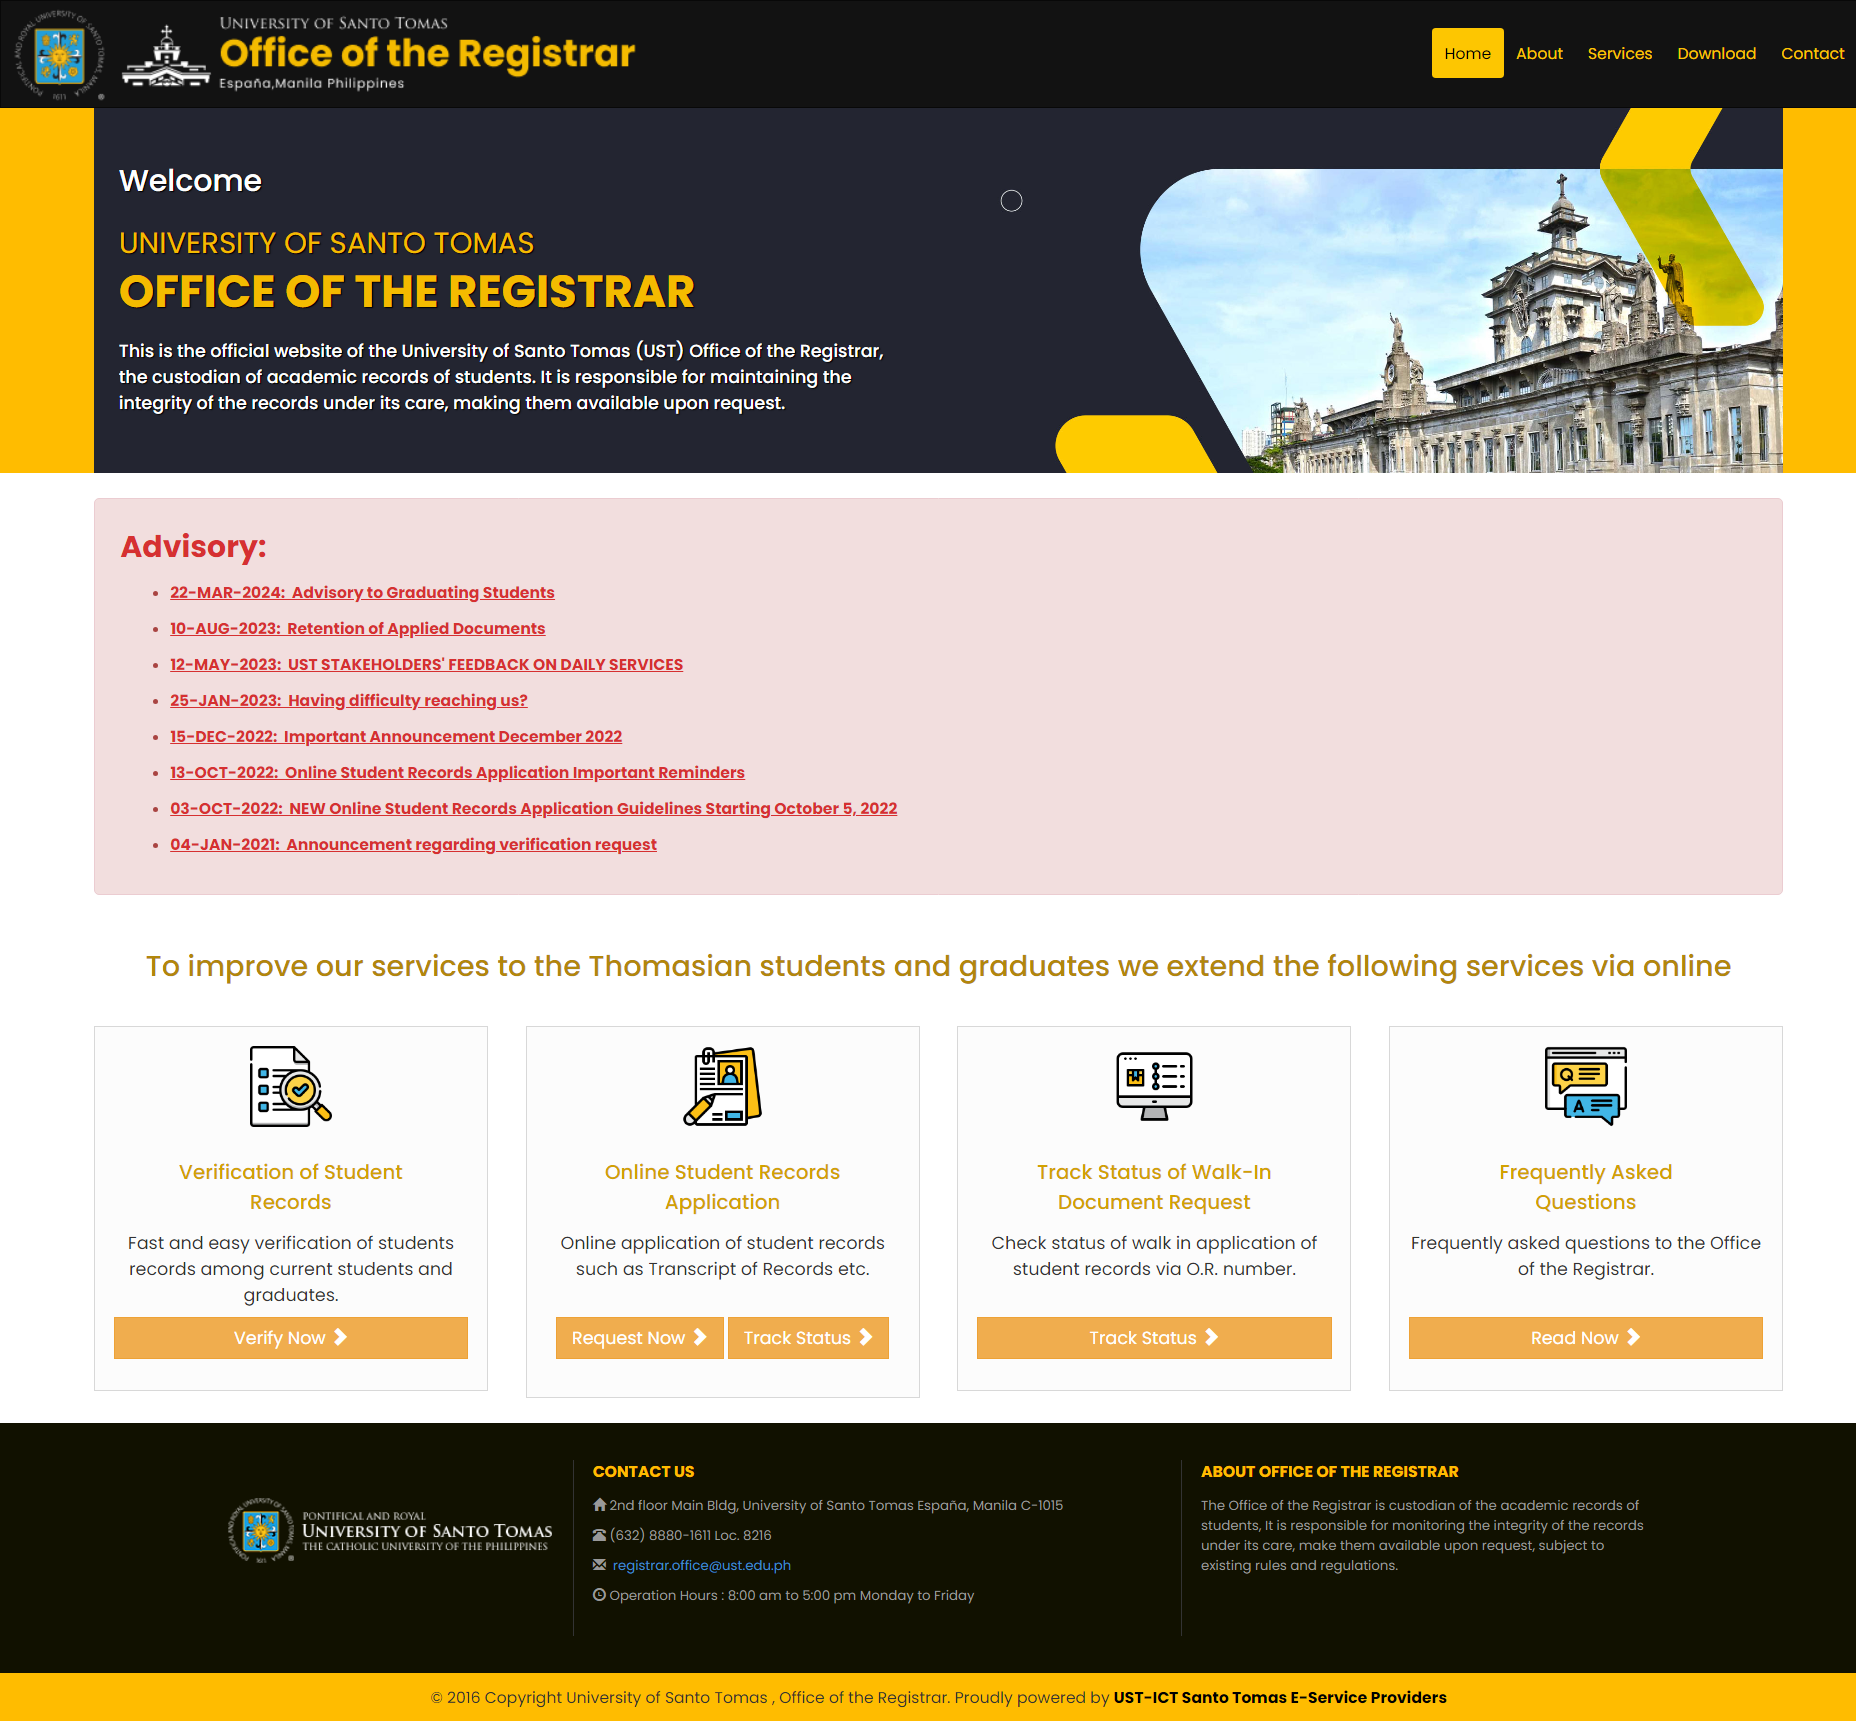 UNIVERSITY OF SANTO TOMAS
Office of the Registrar
España,Manila Philippines
Home
About
Services
Download
Contact
Welcome
UNIVERSITY OF SANTO TOMAS
OFFICE OF THE REGISTRAR
This is the official website of the University of Santo Tomas (UST) Office of the Registrar,
the custodian of academic records of students. It is responsible for maintaining the
integrity of the records under its care, making them available upon request.
Advisory:
22-MAR-2024: Advisory to Graduating Students
10-AUG-2023: Retention of Applied Documents
12-MAY-2023: UST STAKEHOLDERS' FEEDBACK ON DAILY SERVICES
25-JAN-2023: Having difficulty reaching us?
15-DEC-2022: Important Announcement December 2022
13-OCT-2022: Online Student Records Application Important Reminders
03-OCT-2022: NEW Online Student Records Application Guidelines Starting October 5, 2022
04-JAN-2021: Announcement regarding verification request
To improve our services to the Thomasian students and graduates we extend the following services via online
Verification of Student
Records
Fast and easy verification of students
records among current students and
graduates.
Verify Now
Online Student Records
Application
Online application of student records
such as Transcript of Records etc.
Request Now
Track Status
Track Status of Walk-In
Document Request
Check status of walk in application of
student records via O.R. number.
Track Status
Q
A
Frequently Asked
Questions
Frequently asked questions to the Office
of the Registrar.
Read Now
PONTIFICAL AND ROYAL
UNIVERSITY OF SANTO TOMAS
THE CATHOLIC UNIVERSITY OF THE PHILIPPINES
CONTACT US
2nd floor Main Bldg, University of Santo Tomas España, Manila C-1015
(632) 8880-1611 Loc. 8216
registrar.office@ust.edu.ph
Operation Hours : 8:00 am to 5:00 pm Monday to Friday
ABOUT OFFICE OF THE REGISTRAR
The Office of the Registrar is custodian of the academic records of
students, It is responsible for monitoring the integrity of the records
under its care, make them available upon request, subject to
existing rules and regulations.
© 2016 Copyright University of Santo Tomas , Office of the Registrar. Proudly powered by UST-ICT Santo Tomas E-Service Providers